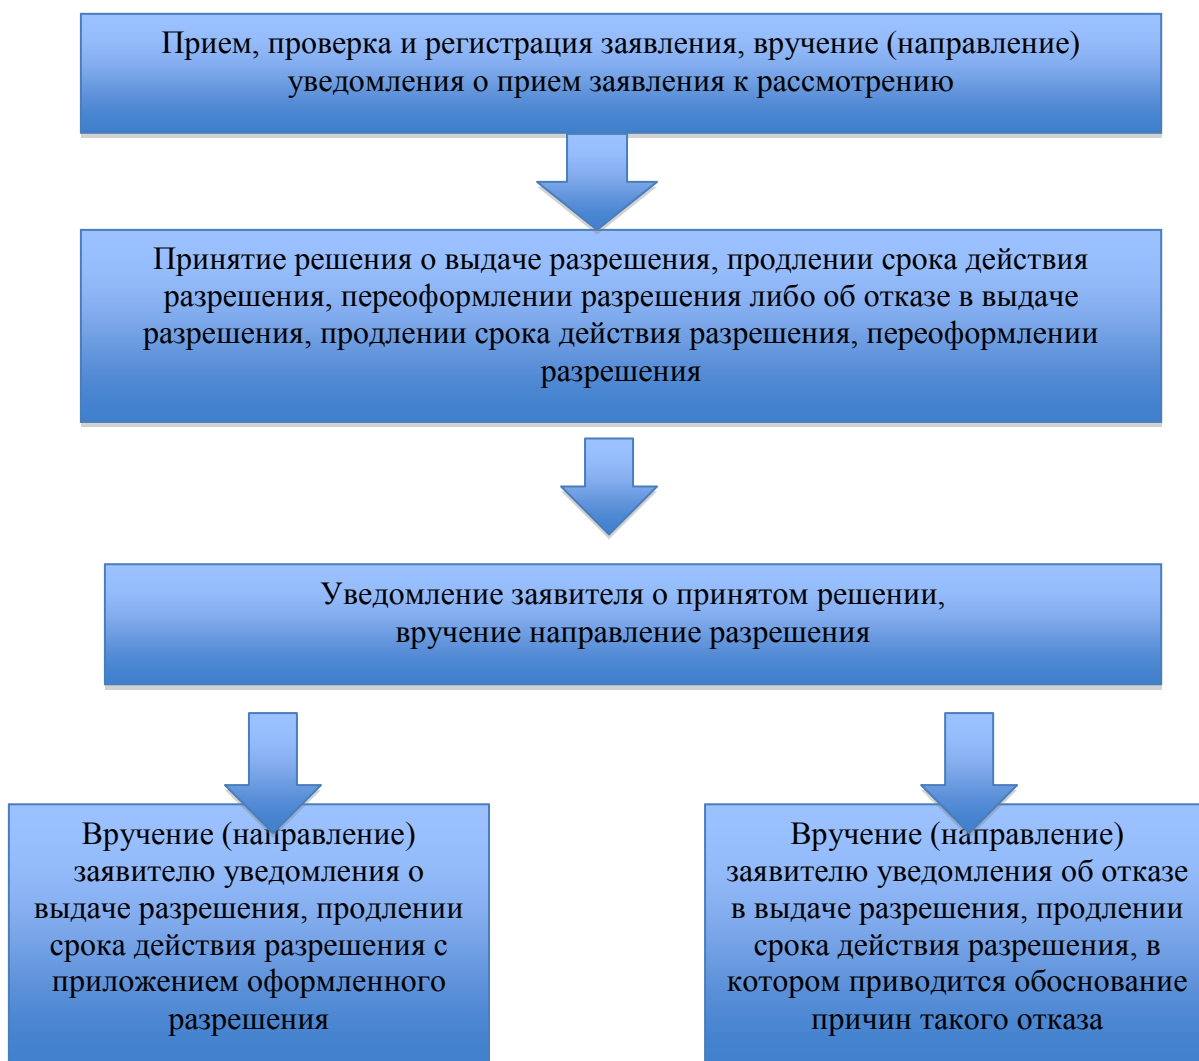 Прием, проверка и регистрация заявления, вручение (направление)
уведомления о прием заявления к рассмотрению
Принятие решения о выдаче разрешения, продлении срока действия
разрешения, переоформлении разрешения либо об отказе в выдаче
разрешения, продлении срока действия разрешения, переоформлении
разрешения
Уведомление заявителя о принятом решении,
вручение направление разрешения
Вручение (направление)
заявителю уведомления о
выдаче разрешения, продлении
срока действия разрешения с
приложением оформленного
разрешения
Вручение (направление)
заявителю уведомления об отказе
в выдаче разрешения, продлении
срока действия разрешения, в
котором приводится обоснование
причин такого отказа